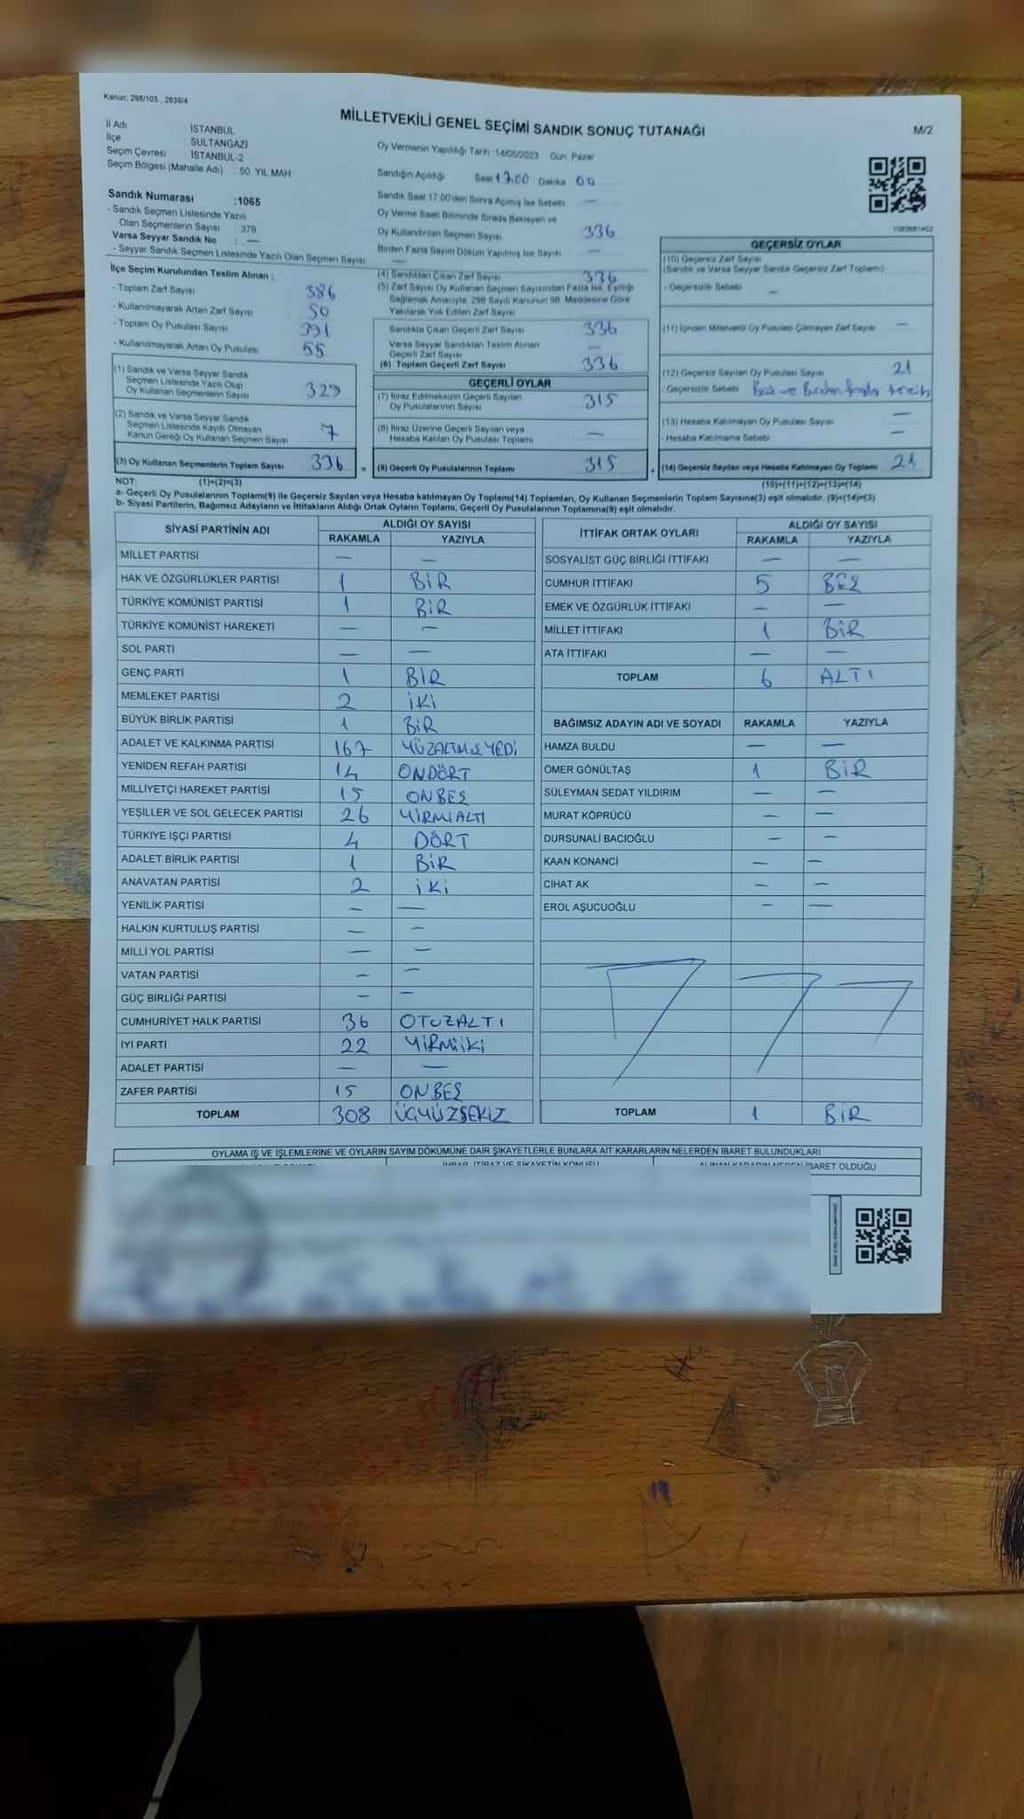 Kanun: 298/105 , 2839/4
MİLLETVEKİLİ GENEL SEÇİMİ SANDIK SONUÇ TUTANAĞI
M/2
İl Adı : İSTANBUL
İlçe : SULTANGAZİ
Seçim Çevresi : İSTANBUL-2
Seçim Bölgesi (Mahalle Adı) : 50. YIL MAH
Oy Vermenin Yapıldığı Tarih :14/05/2023 Gün: Pazar
Sandığın Açıldığı Saat 17.00 Dakika 00
Sandık Numarası :1065
- Sandık Seçmen Listesinde Yazılı
Olan Seçmenlerin Sayısı : 379
Varsa Seyyar Sandık No : —
- Seyyar Sandık Seçmen Listesinde Yazılı Olan Seçmen Sayısı —
Sandık Saat 17.00'den Sonra Açılmış İse Sebebi —
Oy Verme Saati Bitiminde Sırada Bekleyen ve
Oy Kullandırılan Seçmen Sayısı 336
Birden Fazla Sayım Döküm Yapılmış İse Sayısı —
İlçe Seçim Kurulundan Teslim Alınan :
- Toplam Zarf Sayısı 386
- Kullanılmayarak Artan Zarf Sayısı 50
- Toplam Oy Pusulası Sayısı 391
- Kullanılmayarak Artan Oy Pusulası 55
(4) Sandıktan Çıkan Zarf Sayısı 336
(5) Zarf Sayısı Oy Kullanan Seçmen Sayısından Fazla İse, Eşitliği
Sağlamak Amacıyla, 298 Sayılı Kanunun 98. Maddesine Göre
Yakılarak Yok Edilen Zarf Sayısı
Sandıkta Çıkan Geçerli Zarf Sayısı 336
Varsa Seyyar Sandıktan Teslim Alınan
Geçerli Zarf Sayısı —
(6) Toplam Geçerli Zarf Sayısı 336
GEÇERSİZ OYLAR
(10) Geçersiz Zarf Sayısı
(Sandık ve Varsa Seyyar Sandık Geçersiz Zarf Toplamı)
- Geçersizlik Sebebi —
(11) İçinden Milletvekili Oy Pusulası Çıkmayan Zarf Sayısı —
(12) Geçersiz Sayılan Oy Pusulası Sayısı 21
- Geçersizlik Sebebi Boş ve Birden fazla tercih
(13) Hesaba Katılmayan Oy Pusulası Sayısı —
- Hesaba Katılmama Sebebi —
(14) Geçersiz Sayılan veya Hesaba Katılmayan Oy Toplamı 21
(10)+(11)+(12)+(13)=(14)
(1) Sandık ve Varsa Seyyar Sandık
Seçmen Listesinde Yazılı Olup
Oy Kullanan Seçmenlerin Sayısı 329
(2) Sandık ve Varsa Seyyar Sandık
Seçmen Listesinde Kayıtlı Olmayan
Kanun Gereği Oy Kullanan Seçmen Sayısı 7
(3) Oy Kullanan Seçmenlerin Toplam Sayısı 336 =
GEÇERLİ OYLAR
(7) İtiraz Edilmeksizin Geçerli Sayılan
Oy Pusulalarının Sayısı 315
(8) İtiraz Üzerine Geçerli Sayılan veya
Hesaba Katılan Oy Pusulası Toplamı —
(9) Geçerli Oy Pusulalarının Toplamı 315 +
NOT: (1)+(2)=(3)
a- Geçerli Oy Pusulalarının Toplamı(9) ile Geçersiz Sayılan veya Hesaba katılmayan Oy Toplamı(14) Toplamları, Oy Kullanan Seçmenlerin Toplam Sayısına(3) eşit olmalıdır. (9)+(14)=(3)
b- Siyasi Partilerin, Bağımsız Adayların ve İttifakların Aldığı Ortak Oyların Toplamı, Geçerli Oy Pusulalarının Toplamına(9) eşit olmalıdır.
SİYASİ PARTİNİN ADI ALDIĞI OY SAYISI
RAKAMLA YAZIYLA
MİLLET PARTİSİ — —
HAK VE ÖZGÜRLÜKLER PARTİSİ 1 BİR
TÜRKİYE KOMÜNİST PARTİSİ 1 BİR
TÜRKİYE KOMÜNİST HAREKETİ — —
SOL PARTİ — —
GENÇ PARTİ 1 BİR
MEMLEKET PARTİSİ 2 İKİ
BÜYÜK BİRLİK PARTİSİ 1 BİR
ADALET VE KALKINMA PARTİSİ 167 YÜZALTMIŞYEDİ
YENİDEN REFAH PARTİSİ 14 ONDÖRT
MİLLİYETÇİ HAREKET PARTİSİ 15 ONBEŞ
YEŞİLLER VE SOL GELECEK PARTİSİ 26 YİRMİALTI
TÜRKİYE İŞÇİ PARTİSİ 4 DÖRT
ADALET BİRLİK PARTİSİ 1 BİR
ANAVATAN PARTİSİ 2 İKİ
YENİLİK PARTİSİ — —
HALKIN KURTULUŞ PARTİSİ — —
MİLLİ YOL PARTİSİ — —
VATAN PARTİSİ — —
GÜÇ BİRLİĞİ PARTİSİ — —
CUMHURİYET HALK PARTİSİ 36 OTUZALTI
İYİ PARTİ 22 YİRMİİKİ
ADALET PARTİSİ — —
ZAFER PARTİSİ 15 ONBEŞ
TOPLAM 308 ÜÇYÜZSEKİZ
İTTİFAK ORTAK OYLARI ALDIĞI OY SAYISI
RAKAMLA YAZIYLA
SOSYALİST GÜÇ BİRLİĞİ İTTİFAKI — —
CUMHUR İTTİFAKI 5 BEŞ
EMEK VE ÖZGÜRLÜK İTTİFAKI — —
MİLLET İTTİFAKI 1 BİR
ATA İTTİFAKI — —
TOPLAM 6 ALTI
BAĞIMSIZ ADAYIN ADI VE SOYADI RAKAMLA YAZIYLA
HAMZA BULDU — —
ÖMER GÖNÜLTAŞ 1 BİR
SÜLEYMAN SEDAT YILDIRIM — —
MURAT KÖPRÜCÜ — —
DURSUNALİ BACIOĞLU — —
KAAN KONANCİ — —
CİHAT AK — —
EROL AŞUCUOĞLU — —
TOPLAM 1 BİR
OYLAMA İŞ VE İŞLEMLERİNE VE OYLARIN SAYIM DÖKÜMÜNE DAİR ŞİKAYETLERLE BUNLARA AİT KARARLARIN NELERDEN İBARET BULUNDUKLARI
İHBAR, İTİRAZ VE ŞİKAYETİN KONUSU
ALINAN KARARIN NEDEN İBARET OLDUĞU